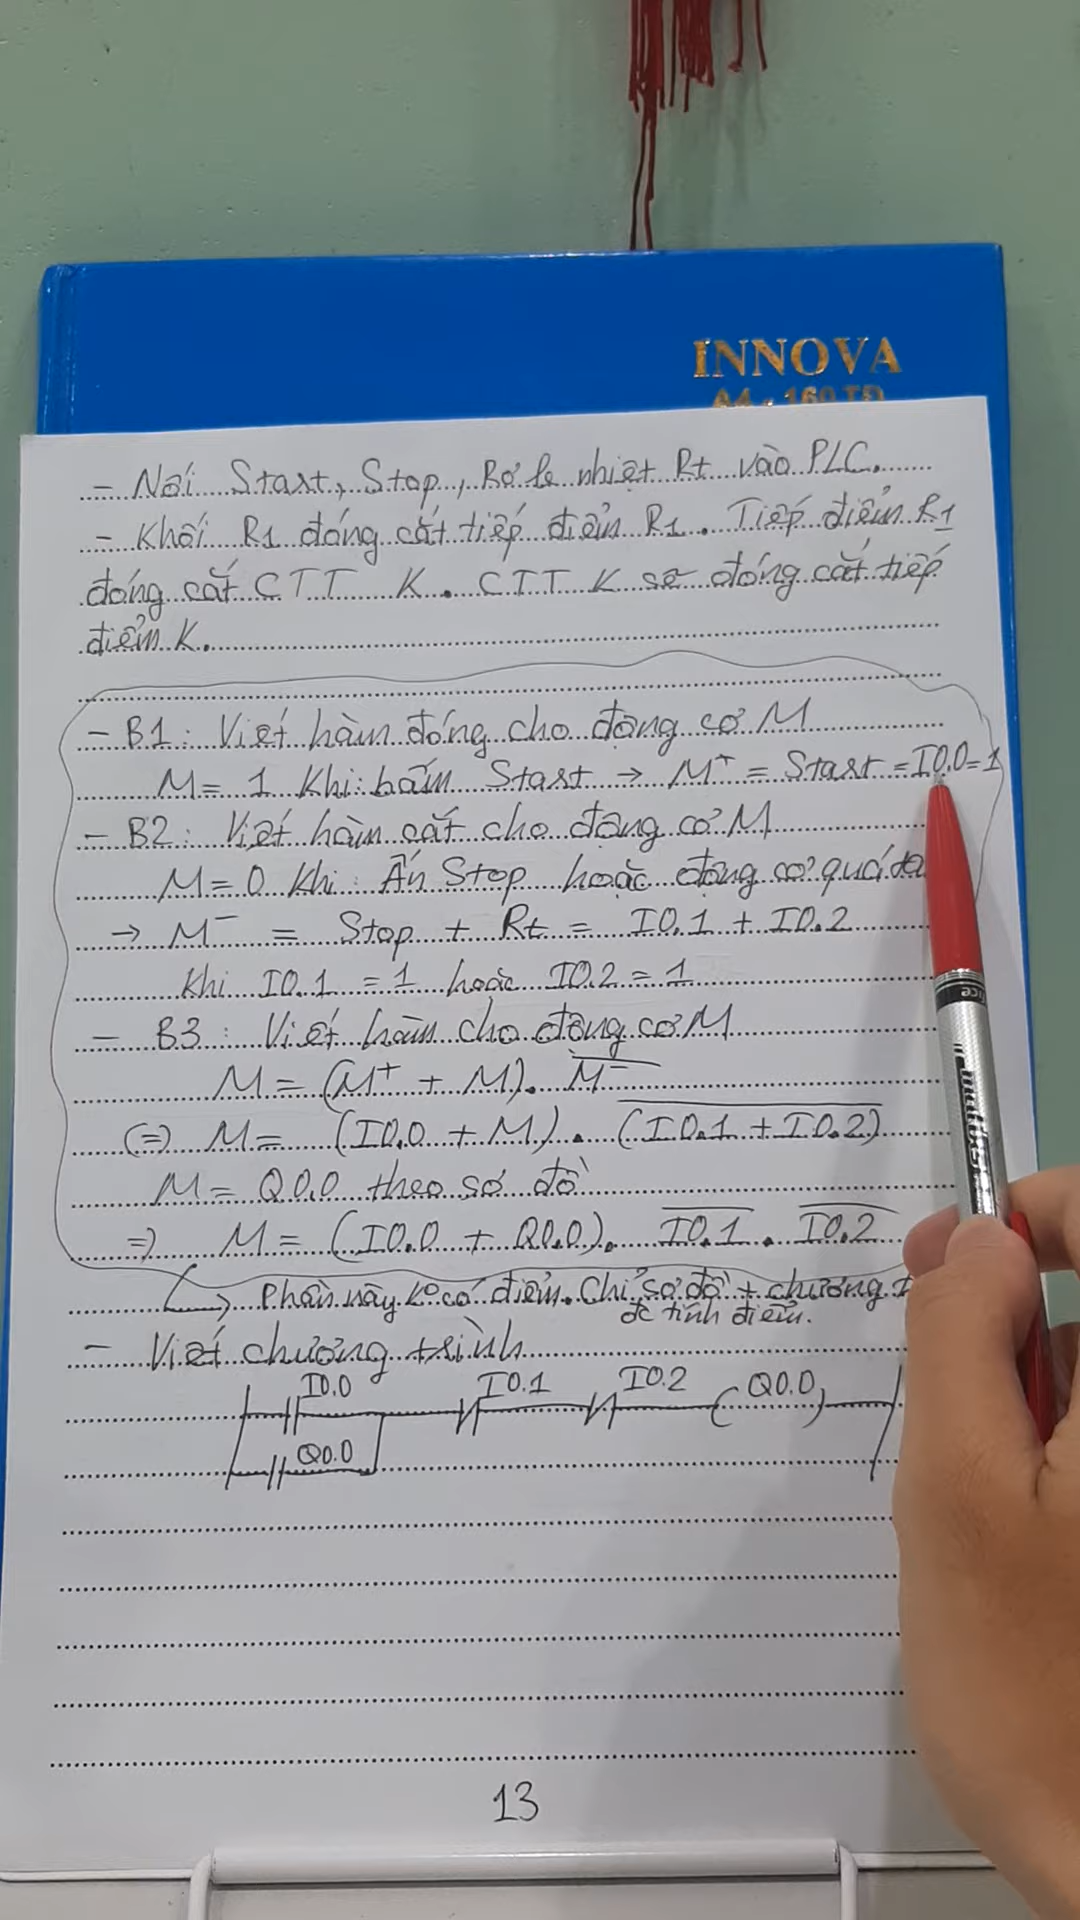 INNOVA
A4 - 160 TĐ
- Nối Start, Stop, Rơ le nhiệt Rt vào PLC.
- Khối R1 đóng cắt tiếp điểm R1. Tiếp điểm R1
đóng cắt CTT K. CTT K sẽ đóng cắt tiếp
điểm K.
- B1: Viết hàm đóng cho động cơ M
M = 1 Khi: bấm Start → M⁺ = Start = I0.0 = 1
- B2: Viết hàm cắt cho động cơ M
M = 0 Khi: Ấn Stop hoặc động cơ quá
→ M⁻ = Stop + Rt = I0.1 + I0.2
Khi I0.1 = 1 hoặc I0.2 = 1
- B3: Viết hàm cho động cơ M
M = (M⁺ + M). M̅⁻
(=) M = (I0.0 + M). (I0.1 + I0.2)
M = Q0.0 theo sơ đồ
=) M = (I0.0 + Q0.0). I0.1 . I0.2
↳ Phần này ko có điểm. Chỉ sơ đồ + chương
đc tính điểm.
- Viết chương trình
I0.0 I0.1 I0.2 Q0.0
Q0.0
13